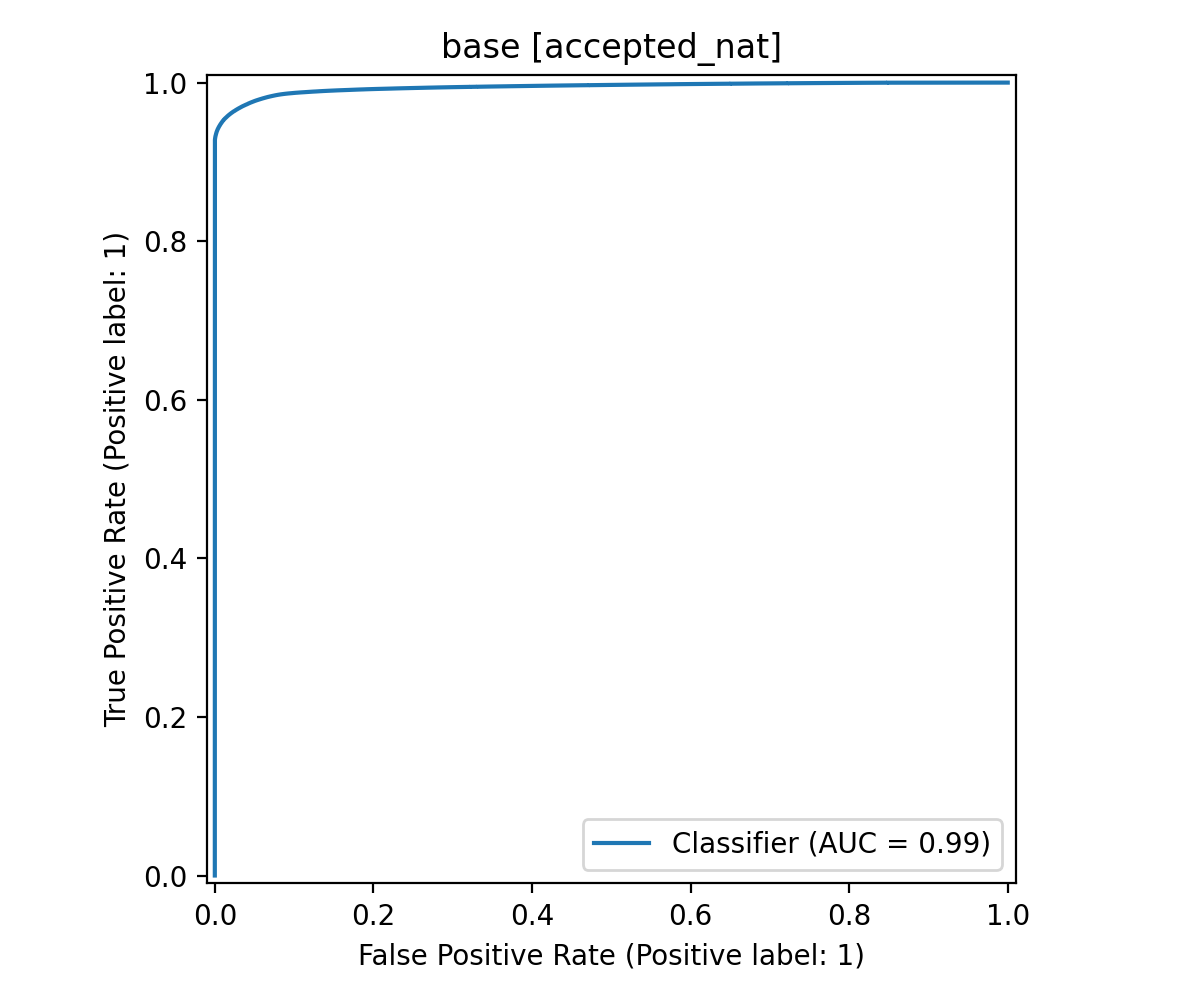 base [accepted_nat]
True Positive Rate (Positive label: 1)
1.0
0.8
0.6
0.4
0.2
0.0
Classifier (AUC = 0.99)
0.0 0.2 0.4 0.6 0.8 1.0
False Positive Rate (Positive label: 1)